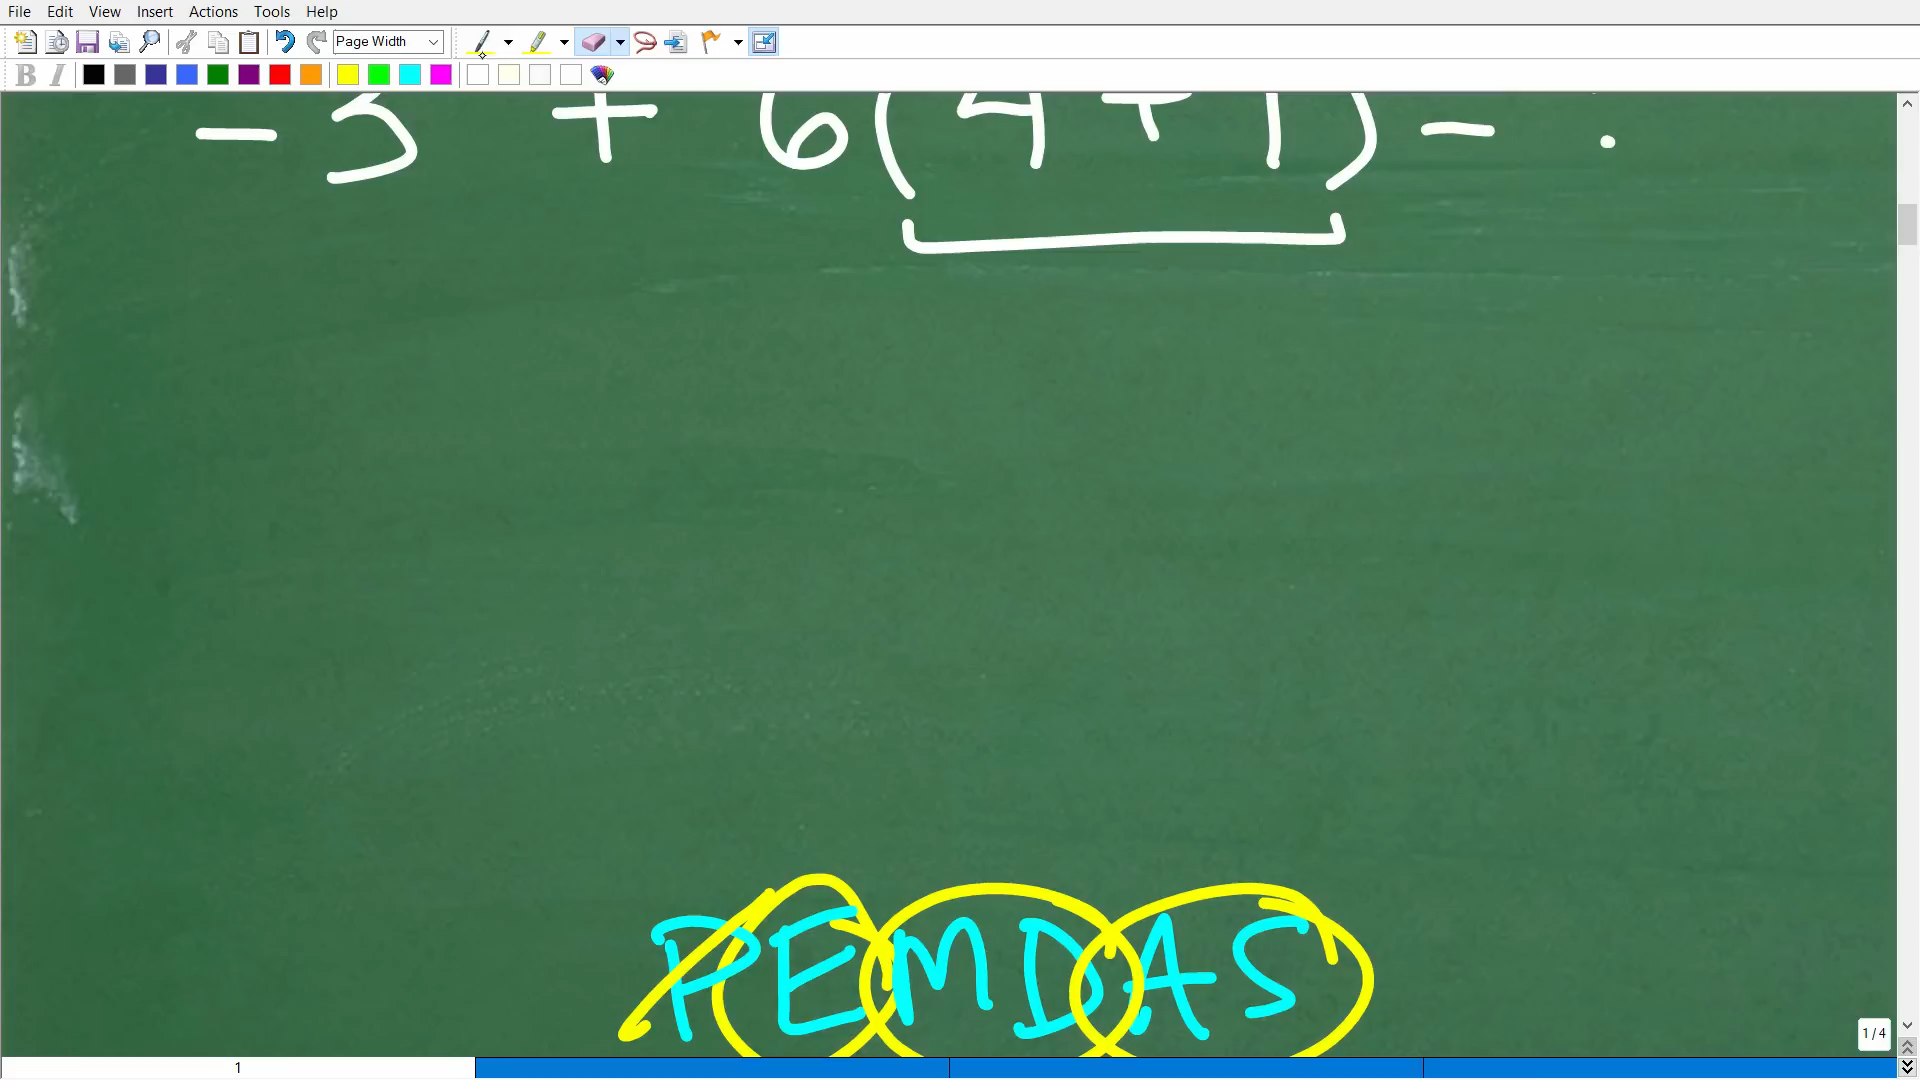 File Edit View Insert Actions Tools Help
Page Width
B I
- 3 + 6(4+1) -
PEMDAS
1 / 4
1